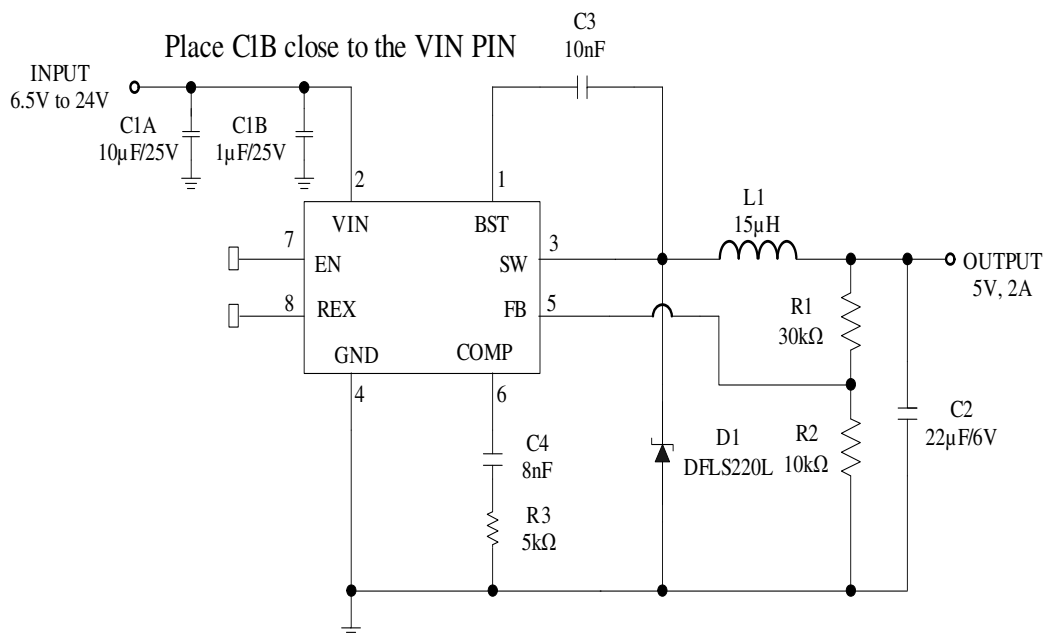 Place C1B close to the VIN PIN
C3
10nF
INPUT
6.5V to 24V
C1A
10µF/25V
C1B
1µF/25V
2
1
VIN
BST
7
EN
SW
3
8
REX
FB
5
GND
COMP
4
6
L1
15µH
OUTPUT
5V, 2A
R1
30kΩ
C4
8nF
D1
DFLS220L
R2
10kΩ
C2
22µF/6V
R3
5kΩ